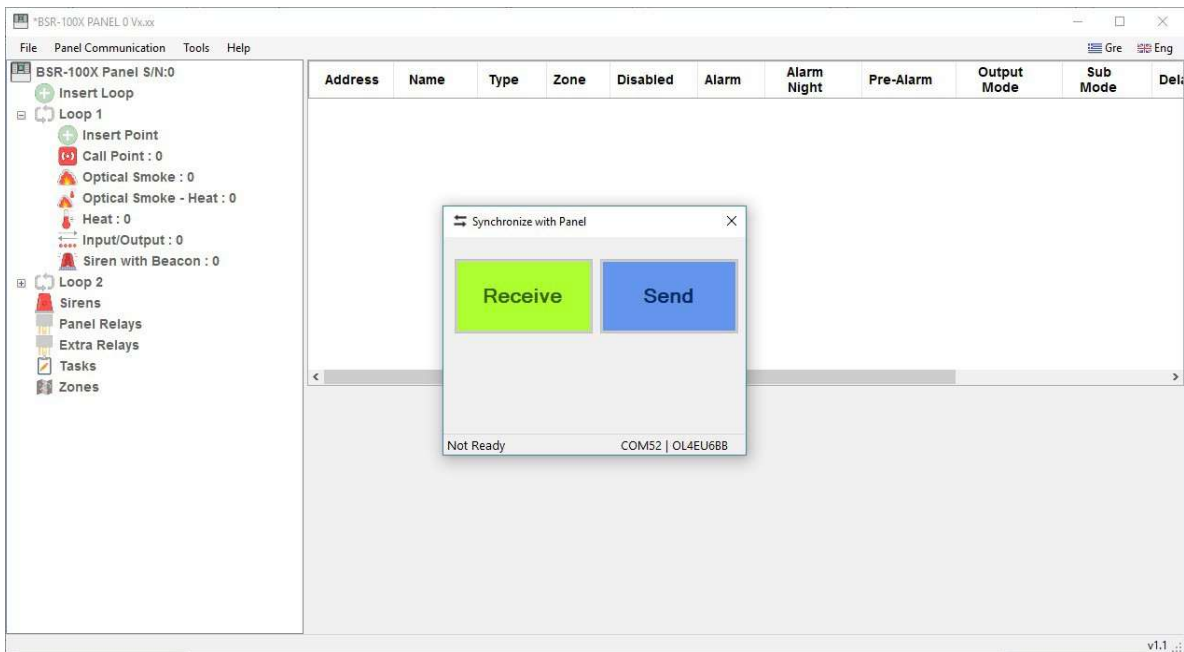 *BSR-100X PANEL 0 Vx.xx
File Panel Communication Tools Help
Gre Eng
BSR-100X Panel S/N:0
Insert Loop
Loop 1
Insert Point
Call Point : 0
Optical Smoke : 0
Optical Smoke - Heat : 0
Heat : 0
Input/Output : 0
Siren with Beacon : 0
Loop 2
Sirens
Panel Relays
Extra Relays
Tasks
Zones
Address Name Type Zone Disabled Alarm Alarm Night Pre-Alarm Output Mode Sub Mode Dela
Synchronize with Panel
Receive Send
Not Ready COM52 | OL4EU6BB
v1.1